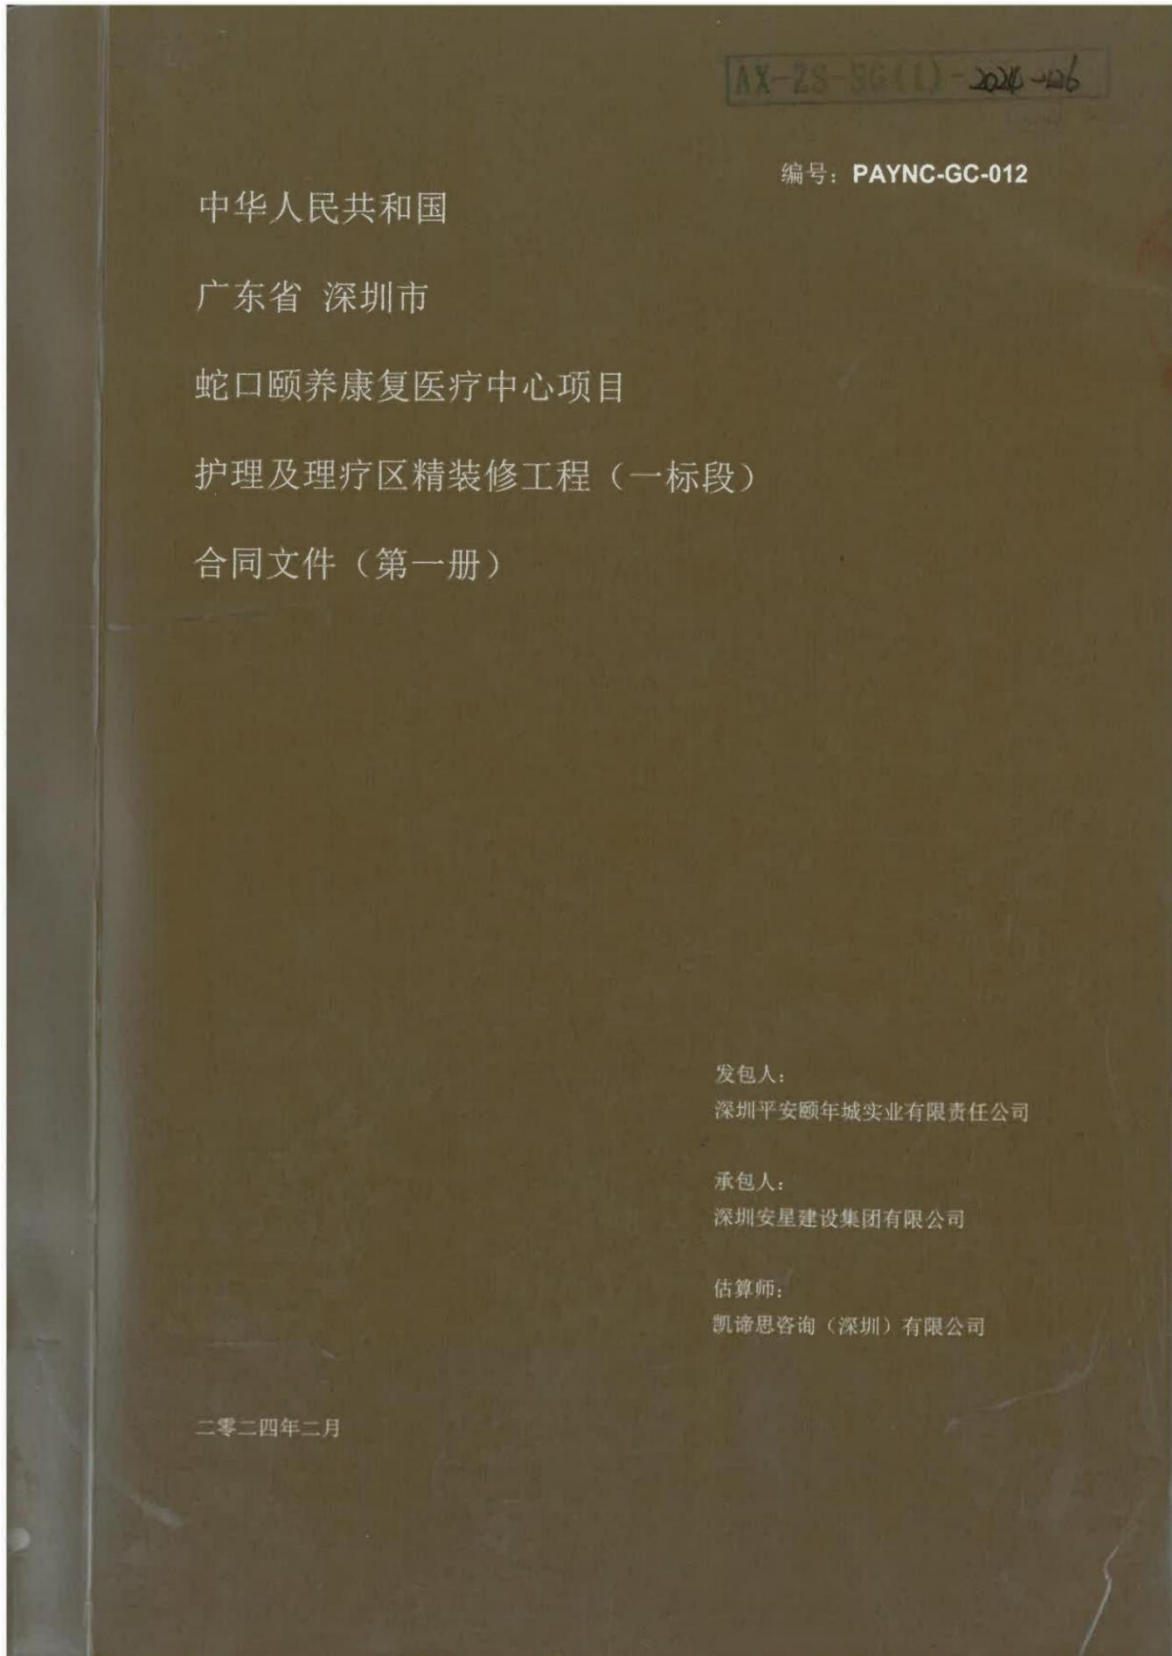 AX-ZS-SG(1)-2024-
编号：PAYNC-GC-012
中华人民共和国
广东省 深圳市
蛇口颐养康复医疗中心项目
护理及理疗区精装修工程（一标段）
合同文件（第一册）
发包人：
深圳平安颐年城实业有限责任公司
承包人：
深圳安星建设集团有限公司
估算师：
凯谛思咨询（深圳）有限公司
二零二四年二月